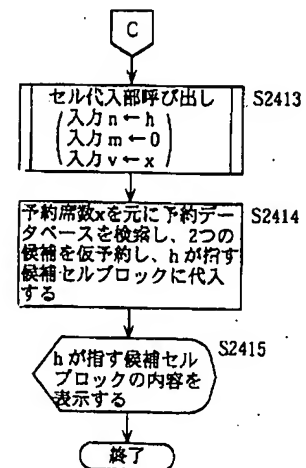 C
セル代入部呼び出し
S2413
入力n←h
入力m←0
入力v←x
予約席数xを元に予約デー
S2414
タベースを検索し、2つの
候補を仮予約し、hが指す
候補セルブロックに代入
する
S2415
hが指す候補セル
ブロックの内容を
表示する
終了